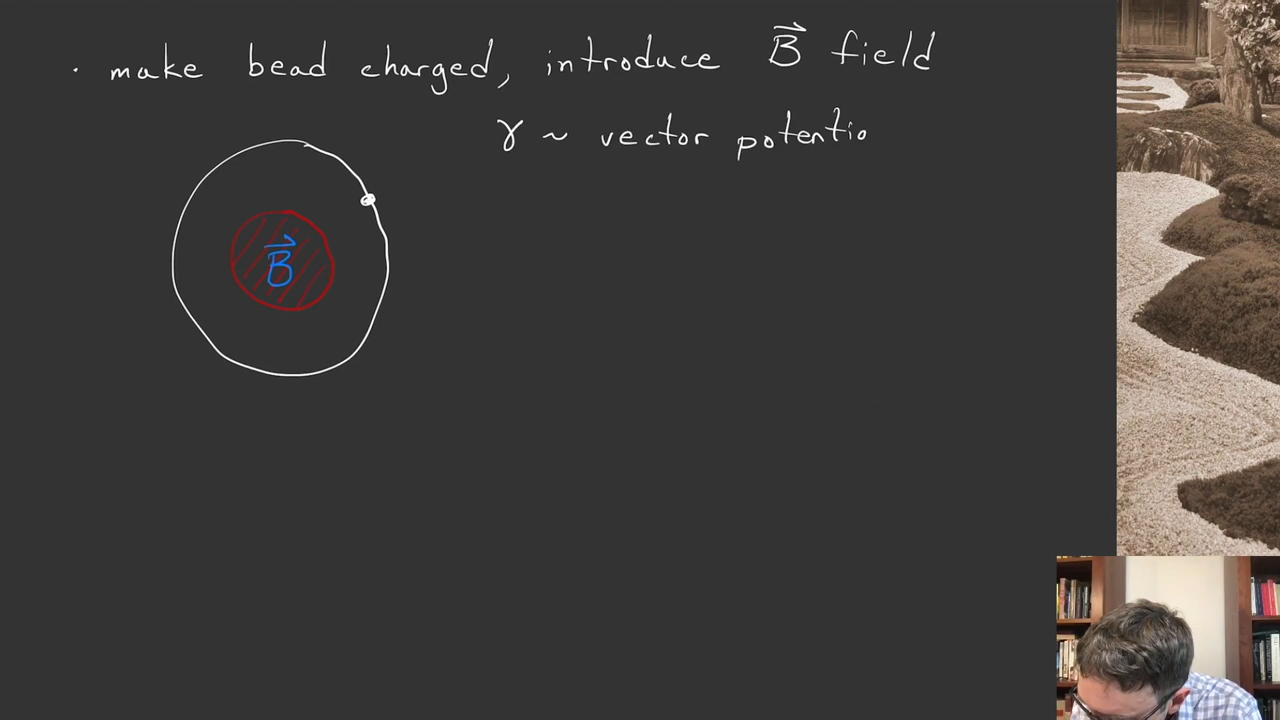 · make bead charged, introduce B⃗ field
γ ~ vector potentio
B⃗